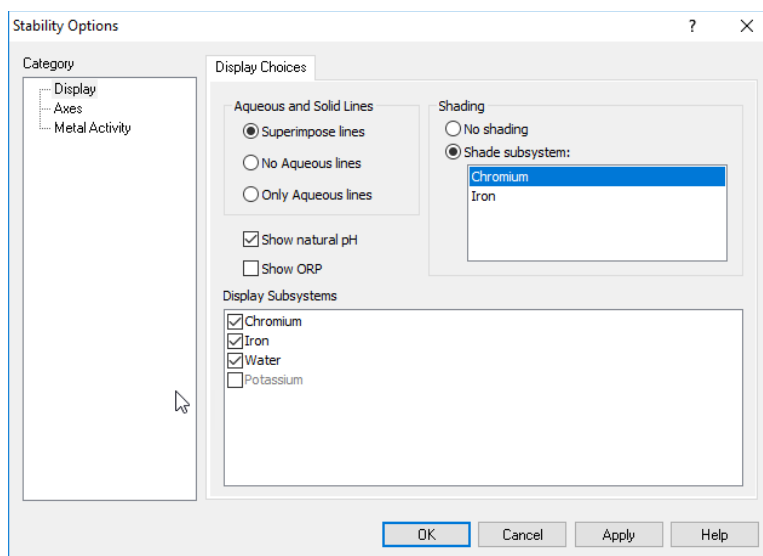 Stability Options
?
Category
Display
Axes
Metal Activity
Display Choices
Aqueous and Solid Lines
Superimpose lines
No Aqueous lines
Only Aqueous lines
Shading
No shading
Shade subsystem:
Chromium
Iron
Show natural pH
Show ORP
Display Subsystems
Chromium
Iron
Water
Potassium
OK
Cancel
Apply
Help